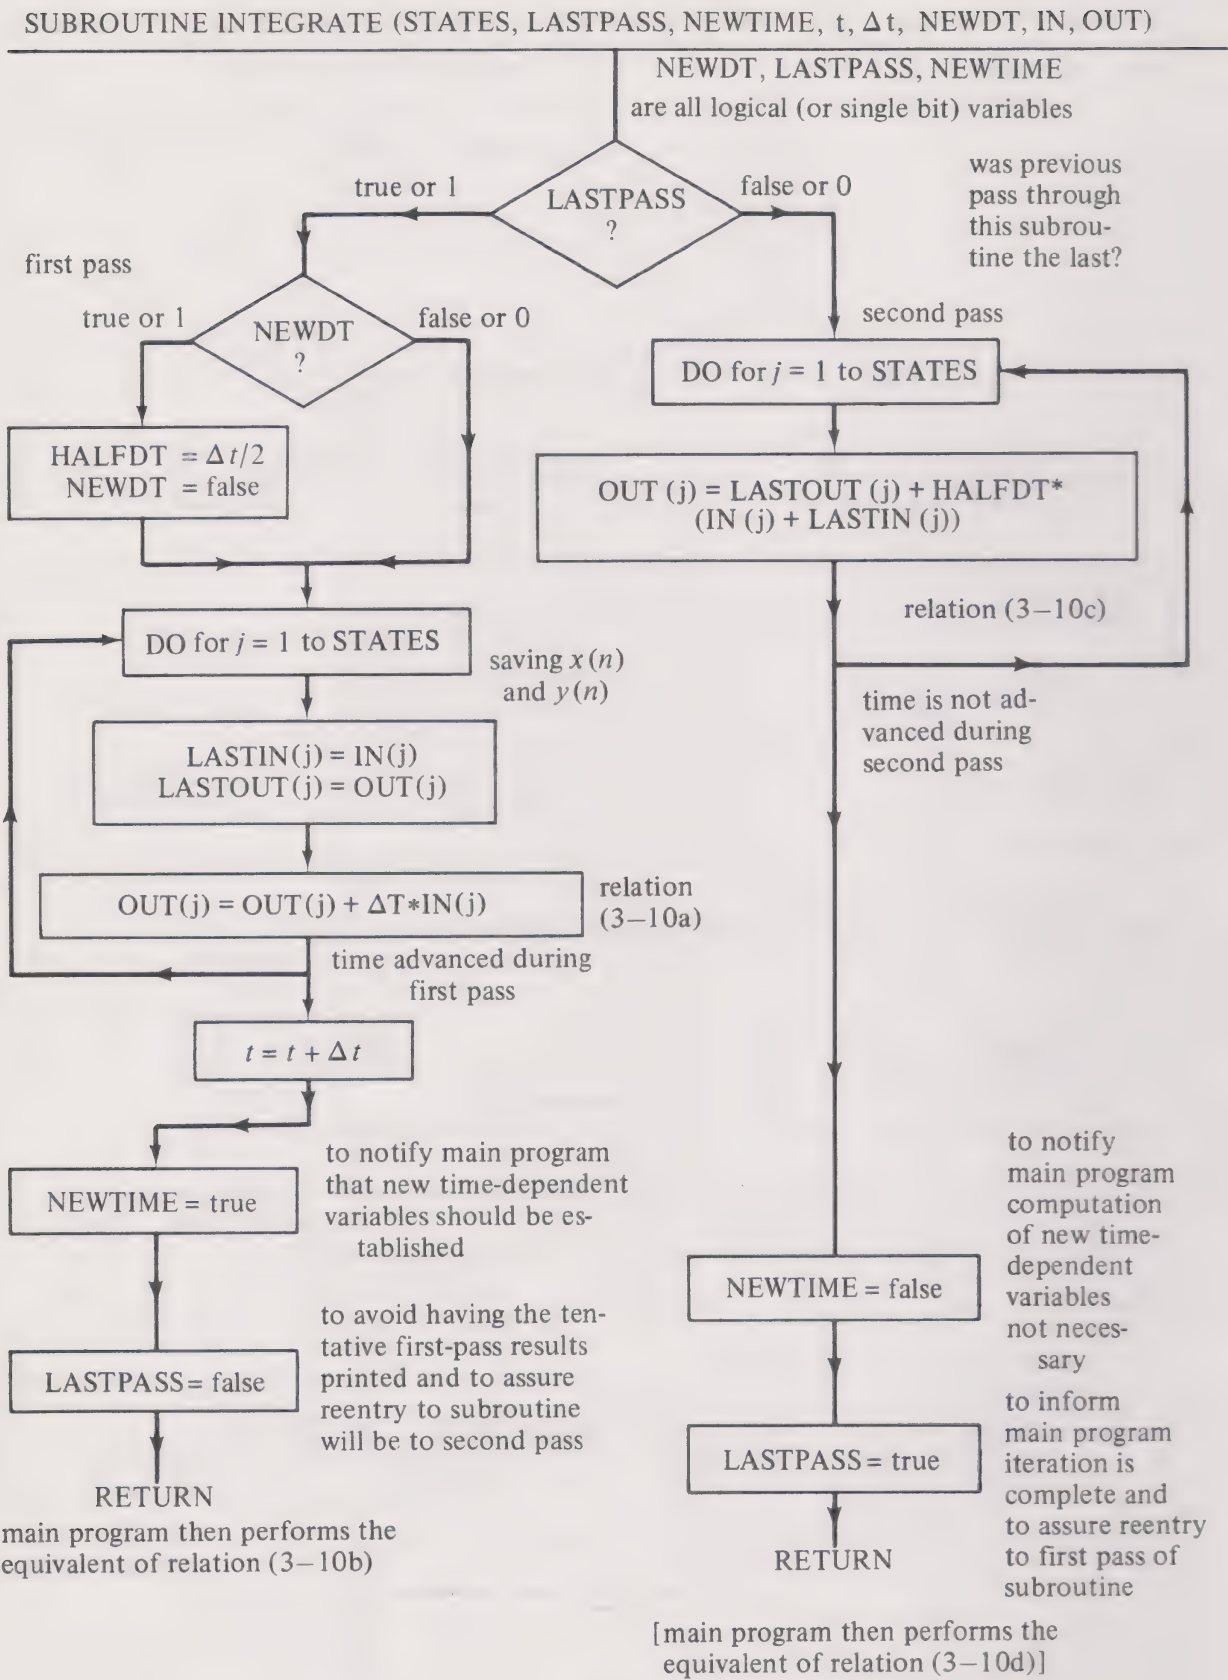 SUBROUTINE INTEGRATE (STATES, LASTPASS, NEWTIME, t, Δt, NEWDT, IN, OUT)
NEWDT, LASTPASS, NEWTIME
are all logical (or single bit) variables
true or 1
LASTPASS
?
false or 0
was previous
pass through
this subrou-
tine the last?
first pass
true or 1
NEWDT
?
false or 0
second pass
DO for j = 1 to STATES
HALFDT = Δt/2
NEWDT = false
OUT (j) = LASTOUT (j) + HALFDT*
(IN (j) + LASTIN (j))
relation (3–10c)
DO for j = 1 to STATES
saving x(n)
and y(n)
time is not ad-
vanced during
second pass
LASTIN(j) = IN(j)
LASTOUT(j) = OUT(j)
OUT(j) = OUT(j) + ΔT*IN(j)
relation
(3–10a)
time advanced during
first pass
t = t + Δt
NEWTIME = true
to notify main program
that new time-dependent
variables should be es-
tablished
LASTPASS = false
to avoid having the ten-
tative first-pass results
printed and to assure
reentry to subroutine
will be to second pass
RETURN
main program then performs the
equivalent of relation (3–10b)
NEWTIME = false
to notify
main program
computation
of new time-
dependent
variables
not neces-
sary
LASTPASS = true
to inform
main program
iteration is
complete and
to assure reentry
to first pass of
subroutine
RETURN
[main program then performs the
equivalent of relation (3–10d)]